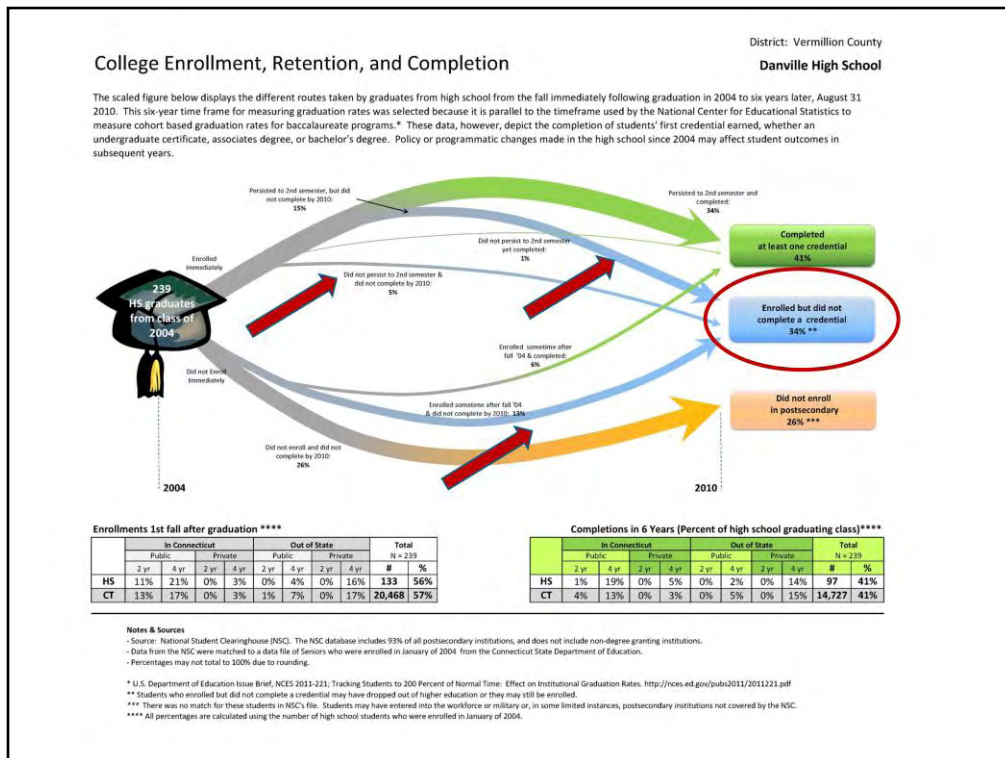 District: Vermillion County
College Enrollment, Retention, and Completion
Danville High School
The scaled figure below displays the different routes taken by graduates from high school from the fall immediately following graduation in 2004 to six years later, August 31
2010. This six-year time frame for measuring graduation rates was selected because it is parallel to the timeframe used by the National Center for Educational Statistics to
measure cohort based graduation rates for baccalaureate programs.* These data, however, depict the completion of students' first credential earned, whether an
undergraduate certificate, associates degree, or bachelor's degree. Policy or programmatic changes made in the high school since 2004 may affect student outcomes in
subsequent years.
Persisted to 2nd semester, but did
not complete by 2010:
15%
Persisted to 2nd semester and
completed:
34%
Did not persist to 2nd semester
yet completed:
1%
Completed
at least one credential
41%
Enrolled
Immediately
Did not persist to 2nd semester &
did not complete by 2010:
5%
239
HS graduates
from class of
2004
Enrolled but did not
complete a credential
34% **
Enrolled sometime after
fall '04 & completed:
6%
Did not Enroll
Immediately
Enrolled sometime after fall '04
& did not complete by 2010: 13%
Did not enroll
in postsecondary
26% ***
Did not enroll and did not
complete by 2010:
26%
2004
2010
Enrollments 1st fall after graduation ****
In Connecticut Out of State Total
Public Private Public Private N = 239
2 yr 4 yr 2 yr 4 yr 2 yr 4 yr 2 yr 4 yr # %
HS 11% 21% 0% 3% 0% 4% 0% 16% 133 56%
CT 13% 17% 0% 3% 1% 7% 0% 17% 20,468 57%
Completions in 6 Years (Percent of high school graduating class)****
In Connecticut Out of State Total
Public Private Public Private N = 239
2 yr 4 yr 2 yr 4 yr 2 yr 4 yr 2 yr 4 yr # %
HS 1% 19% 0% 5% 0% 2% 0% 14% 97 41%
CT 4% 13% 0% 3% 0% 5% 0% 15% 14,727 41%
Notes & Sources
- Source: National Student Clearinghouse (NSC). The NSC database includes 93% of all postsecondary institutions, and does not include non-degree granting institutions.
- Data from the NSC were matched to a data file of Seniors who were enrolled in January of 2004 from the Connecticut State Department of Education.
- Percentages may not total to 100% due to rounding.
* U.S. Department of Education Issue Brief, NCES 2011-221; Tracking Students to 200 Percent of Normal Time: Effect on Institutional Graduation Rates. http://nces.ed.gov/pubs2011/2011221.pdf
** Students who enrolled but did not complete a credential may have dropped out of higher education or they may still be enrolled.
*** There was no match for these students in NSC's file. Students may have entered into the workforce or military or, in some limited instances, postsecondary institutions not covered by the NSC.
**** All percentages are calculated using the number of high school students who were enrolled in January of 2004.